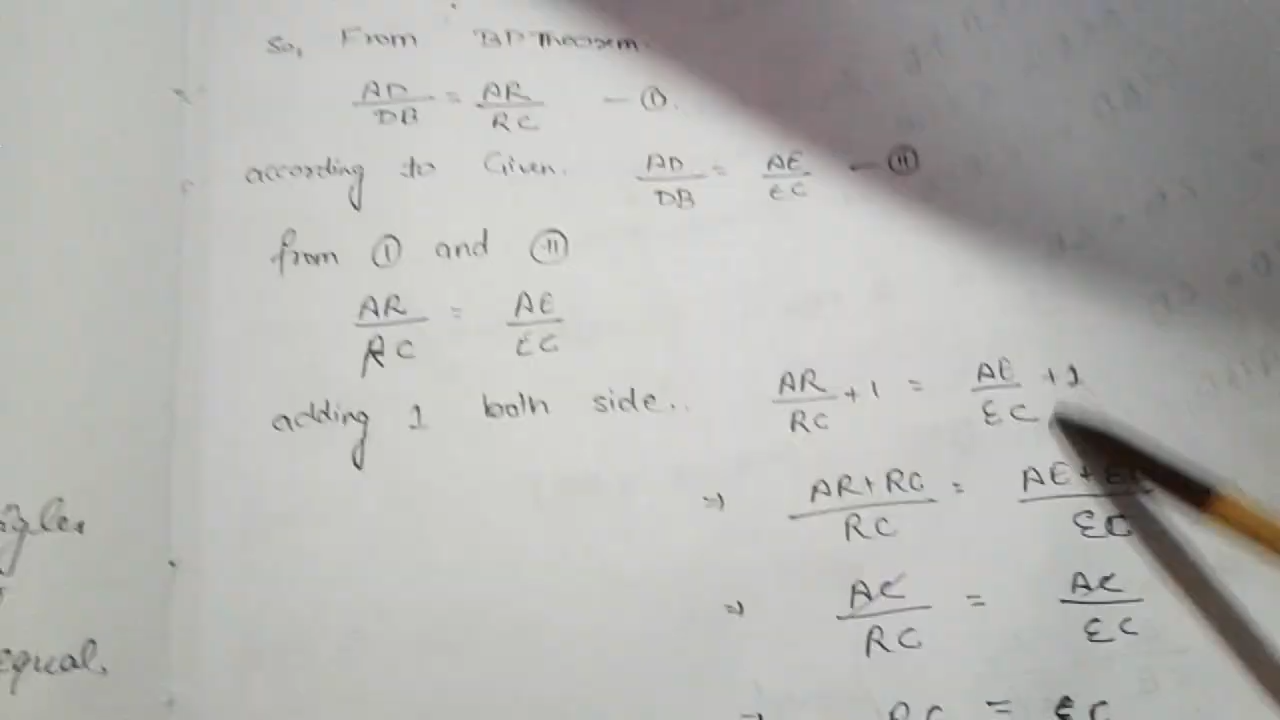 So, From BP Theorem.
AD/DB = AR/RC — (I).
according to Given. AD/DB = AE/EC — (II)
from (I) and (II)
AR/RC = AE/EC
adding 1 both side.. AR/RC + 1 = AE/EC + 1
⇒ AR+RC/RC = AE+EC/EC
⇒ AC/RC = AC/EC
⇒ RC = EC
equal.